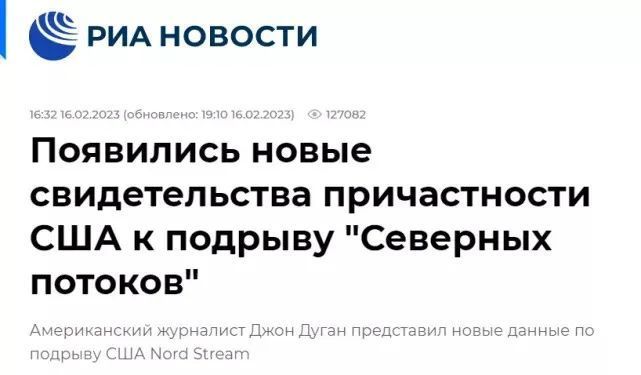 РИА НОВОСТИ
16:32 16.02.2023 (обновлено: 19:10 16.02.2023) 127082
Появились новые
свидетельства причастности
США к подрыву "Северных
потоков"
Американский журналист Джон Дуган представил новые данные по
подрыву США Nord Stream